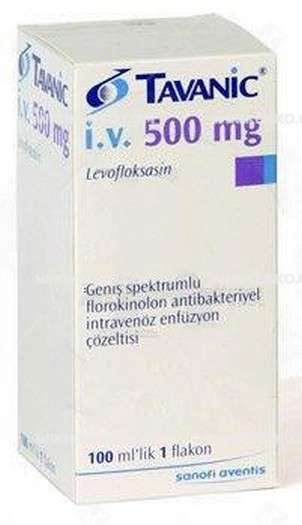 TAVANIC®
i.v. 500 mg
Levofloksasin
Geniş spektrumlu
florokinolon antibakteriyel
intravenöz enfüzyon
çözeltisi
100 ml'lik 1 flakon
sanofi aventis